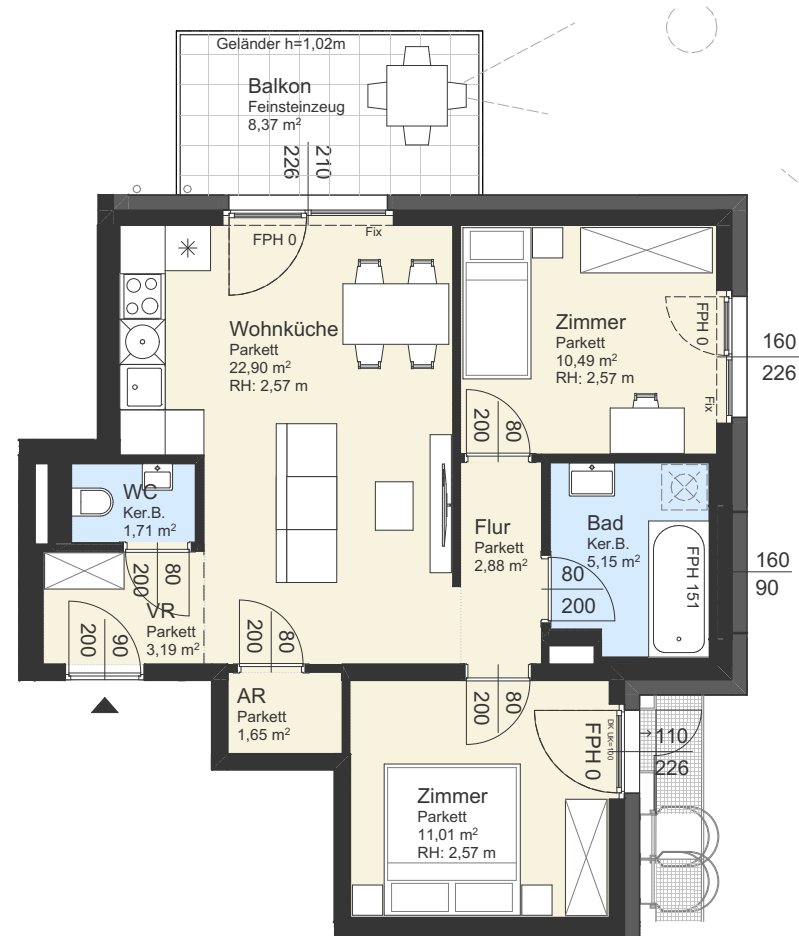 Geländer h=1,02m
Balkon
Feinsteinzeug
8,37 m²
210
226
FPH 0
Fix
Wohnküche
Parkett
22,90 m²
RH: 2,57 m
Zimmer
Parkett
10,49 m²
RH: 2,57 m
FPH 0
Fix
160
226
80
200
WC
Ker.B.
1,71 m²
Flur
Parkett
2,88 m²
Bad
Ker.B.
5,15 m²
FPH 151
160
90
80
200
80
200
VR
Parkett
3,19 m²
90
200
80
200
AR
Parkett
1,65 m²
80
200
DK UK=100
FPH 0
110
226
Zimmer
Parkett
11,01 m²
RH: 2,57 m